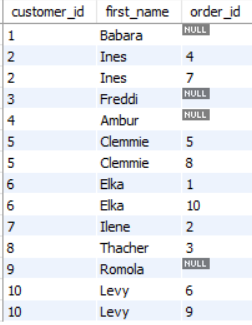 customer_id first_name order_id
1 Babara NULL
2 Ines 4
2 Ines 7
3 Freddi NULL
4 Ambur NULL
5 Clemmie 5
5 Clemmie 8
6 Elka 1
6 Elka 10
7 Ilene 2
8 Thacher 3
9 Romola NULL
10 Levy 6
10 Levy 9